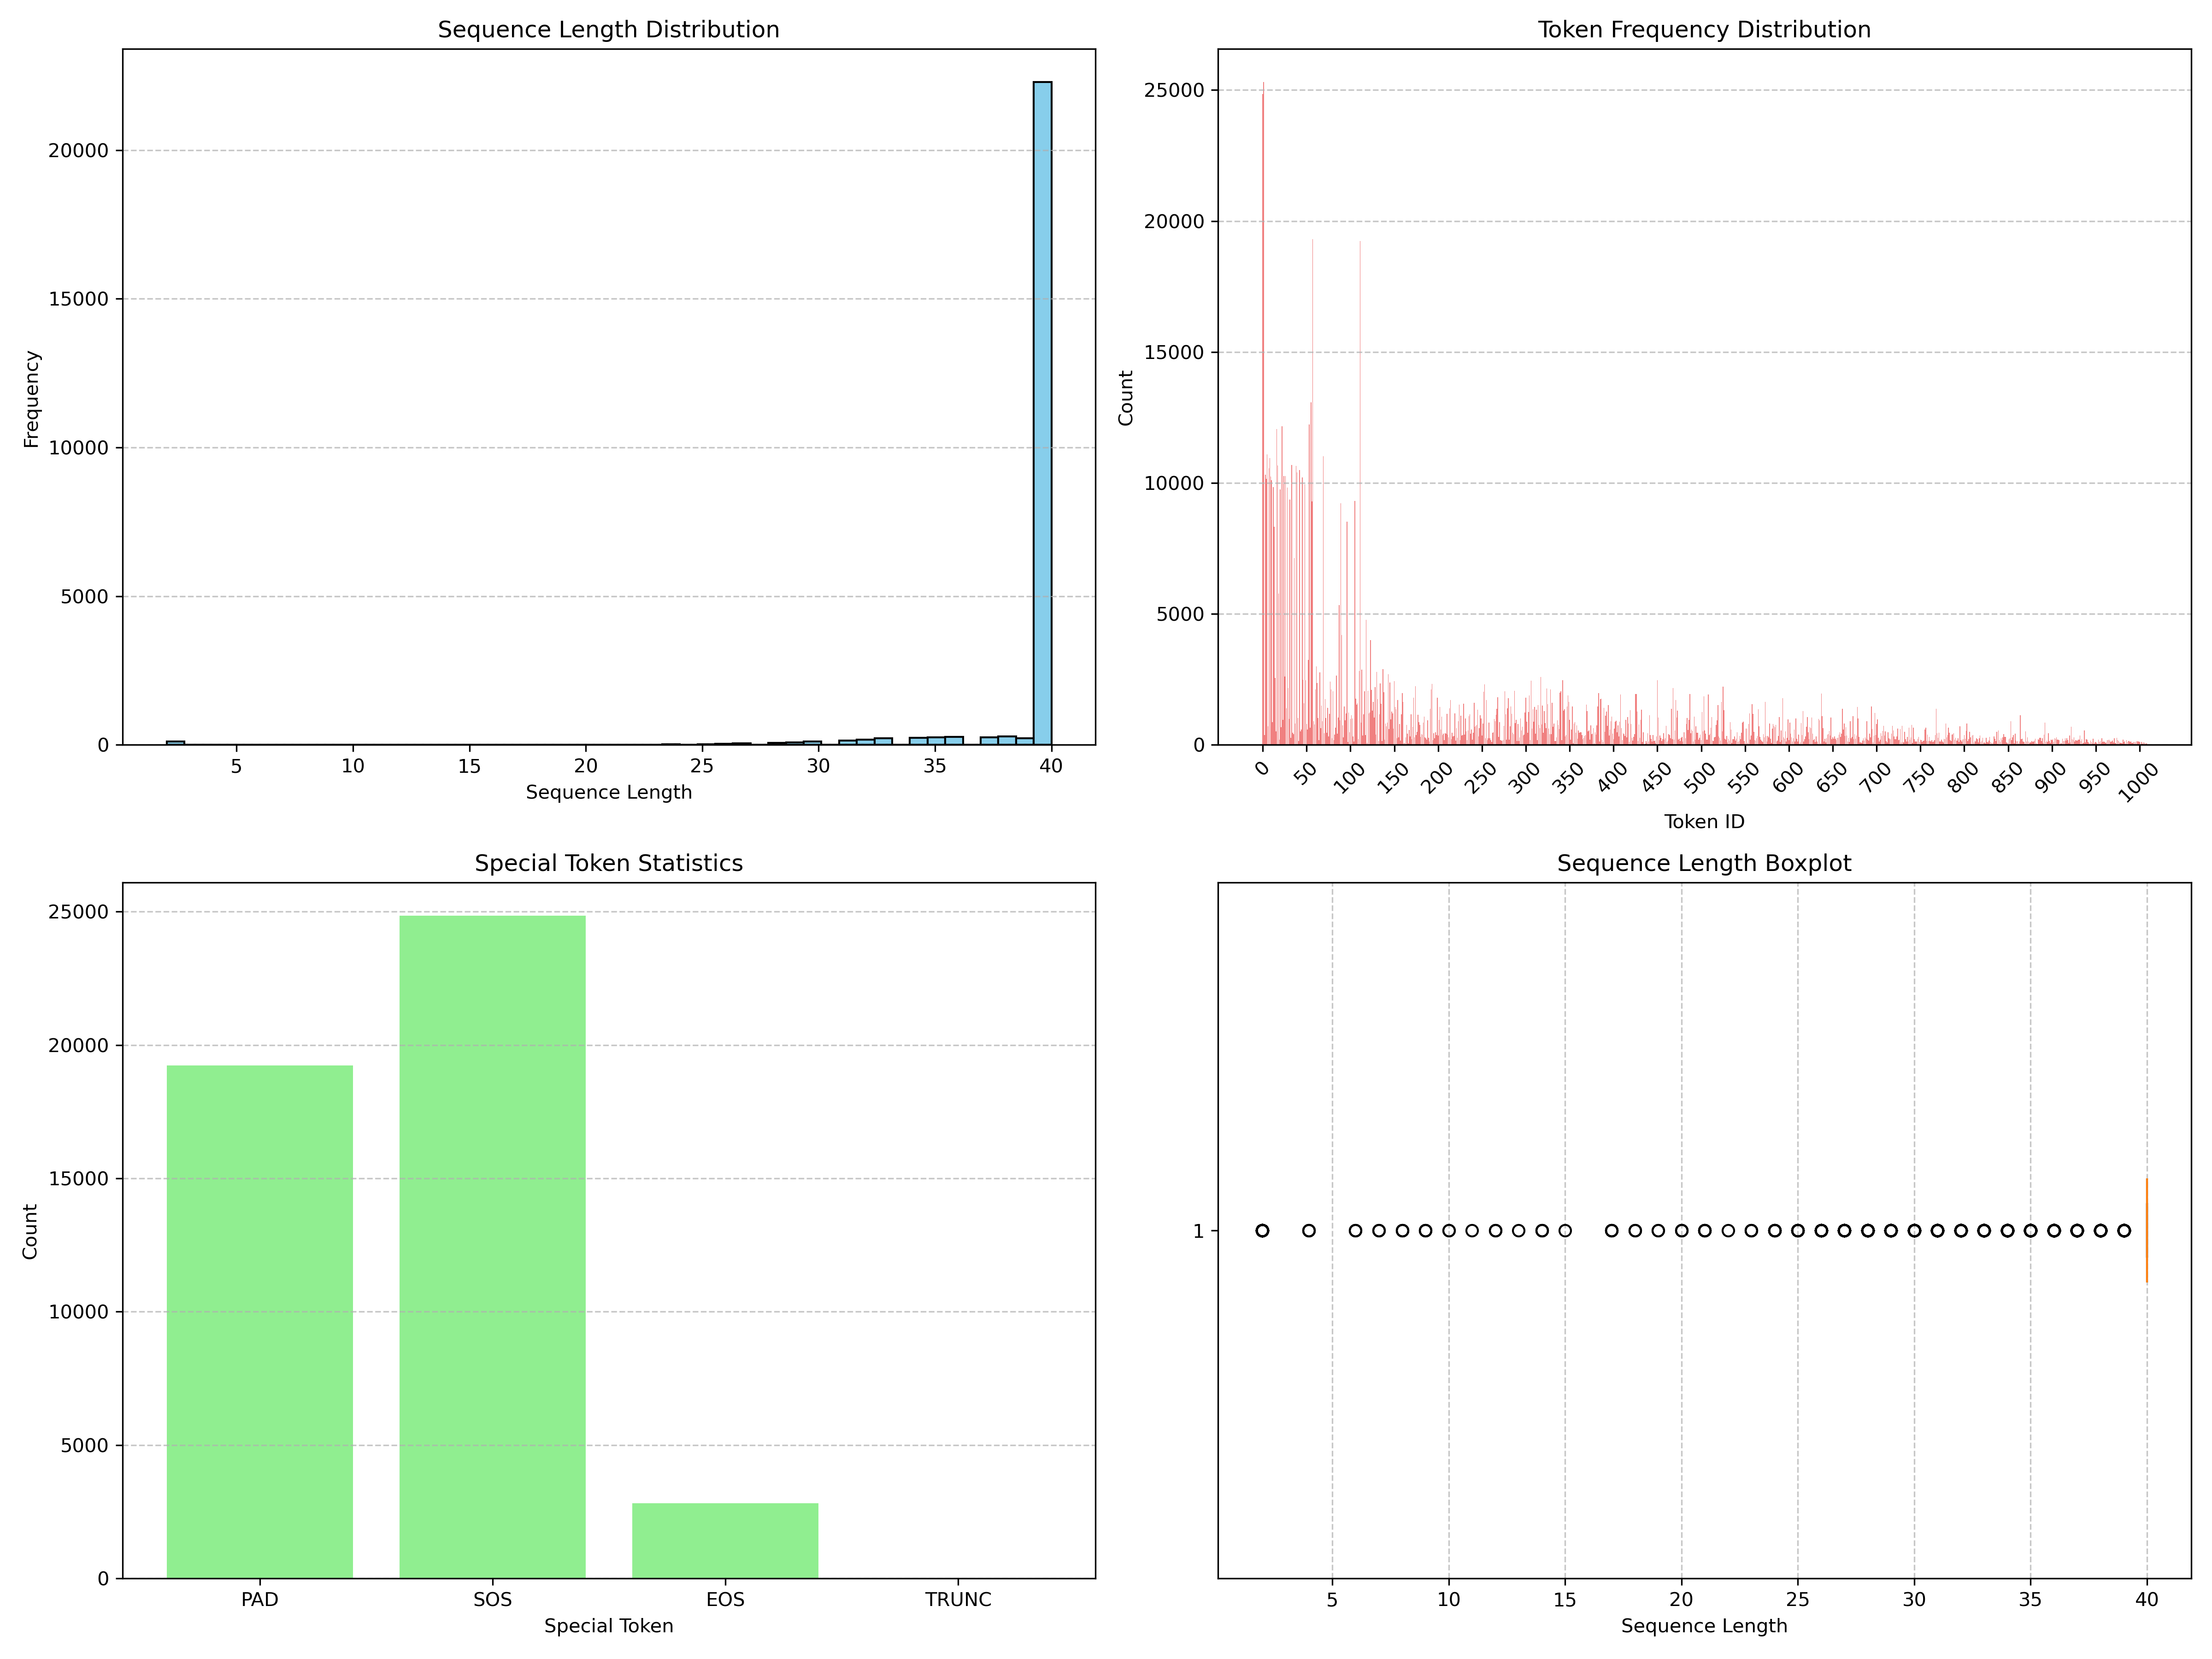 Sequence Length Distribution
Frequency
20000
15000
10000
5000
0
5 10 15 20 25 30 35 40
Sequence Length
Token Frequency Distribution
Count
25000
20000
15000
10000
5000
0
0 50 100 150 200 250 300 350 400 450 500 550 600 650 700 750 800 850 900 950 1000
Token ID
Special Token Statistics
Count
25000
20000
15000
10000
5000
0
PAD SOS EOS TRUNC
Special Token
Sequence Length Boxplot
1
5 10 15 20 25 30 35 40
Sequence Length